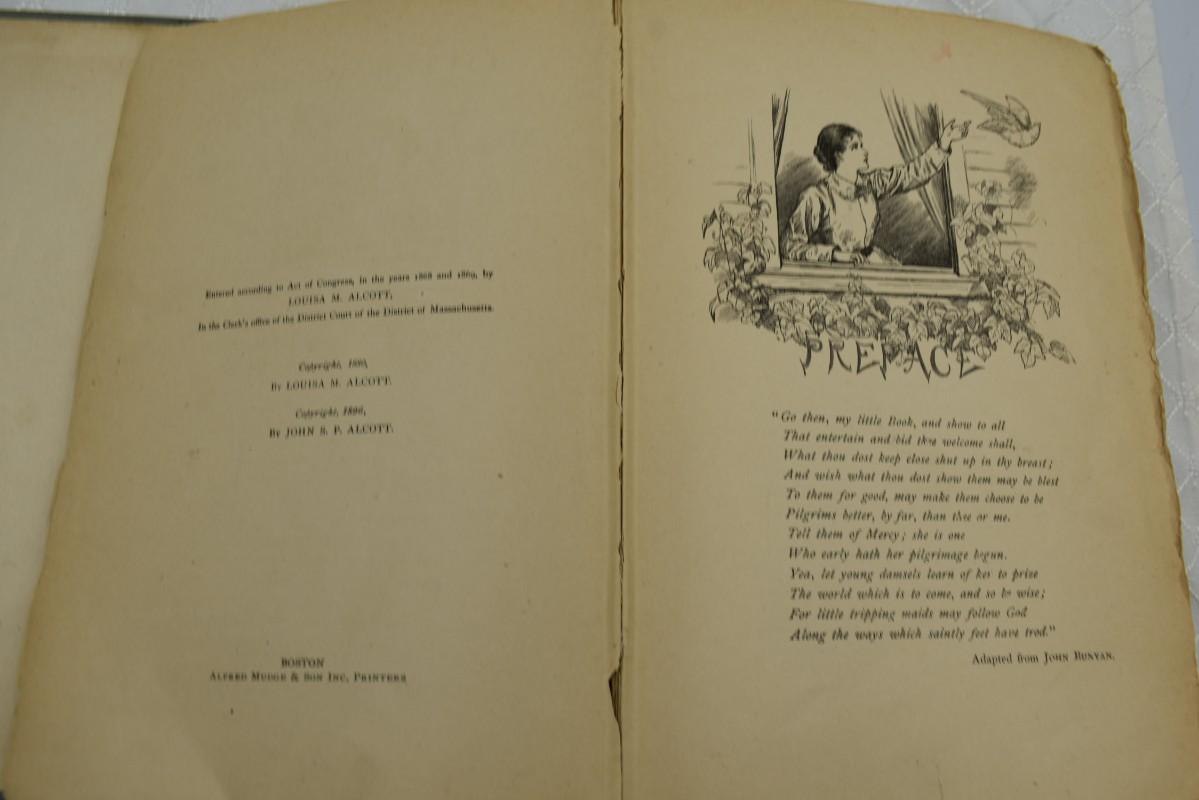 Entered according to Act of Congress, in the years 1868 and 1869, by
LOUISA M. ALCOTT,
In the Clerk's office of the District Court of the District of Massachusetts.
Copyright, 1880,
By LOUISA M. ALCOTT.
Copyright, 1896,
By JOHN S. P. ALCOTT.
BOSTON
ALFRED MUDGE & SON INC, PRINTERS
PREFACE
"Go then, my little Book, and show to all
That entertain and bid thee welcome shall,
What thou dost keep close shut up in thy breast;
And wish what thou dost show them may be blest
To them for good, may make them choose to be
Pilgrims better, by far, than thee or me.
Tell them of Mercy; she is one
Who early hath her pilgrimage begun.
Yea, let young damsels learn of her to prize
The world which is to come, and so be wise;
For little tripping maids may follow God
Along the ways which saintly feet have trod."
Adapted from JOHN BUNYAN.